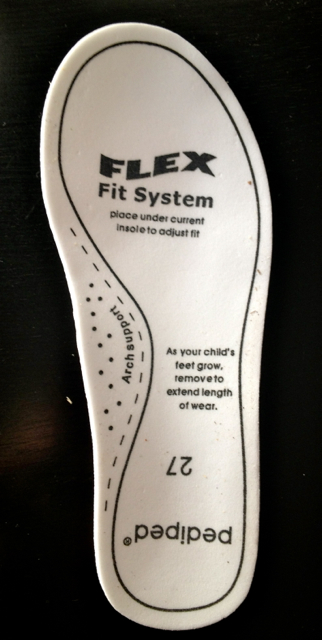 FLEX
Fit System
place under current
insole to adjust fit
Arch support
As your child's
feet grow,
remove to
extend length
of wear.
27
pediped®